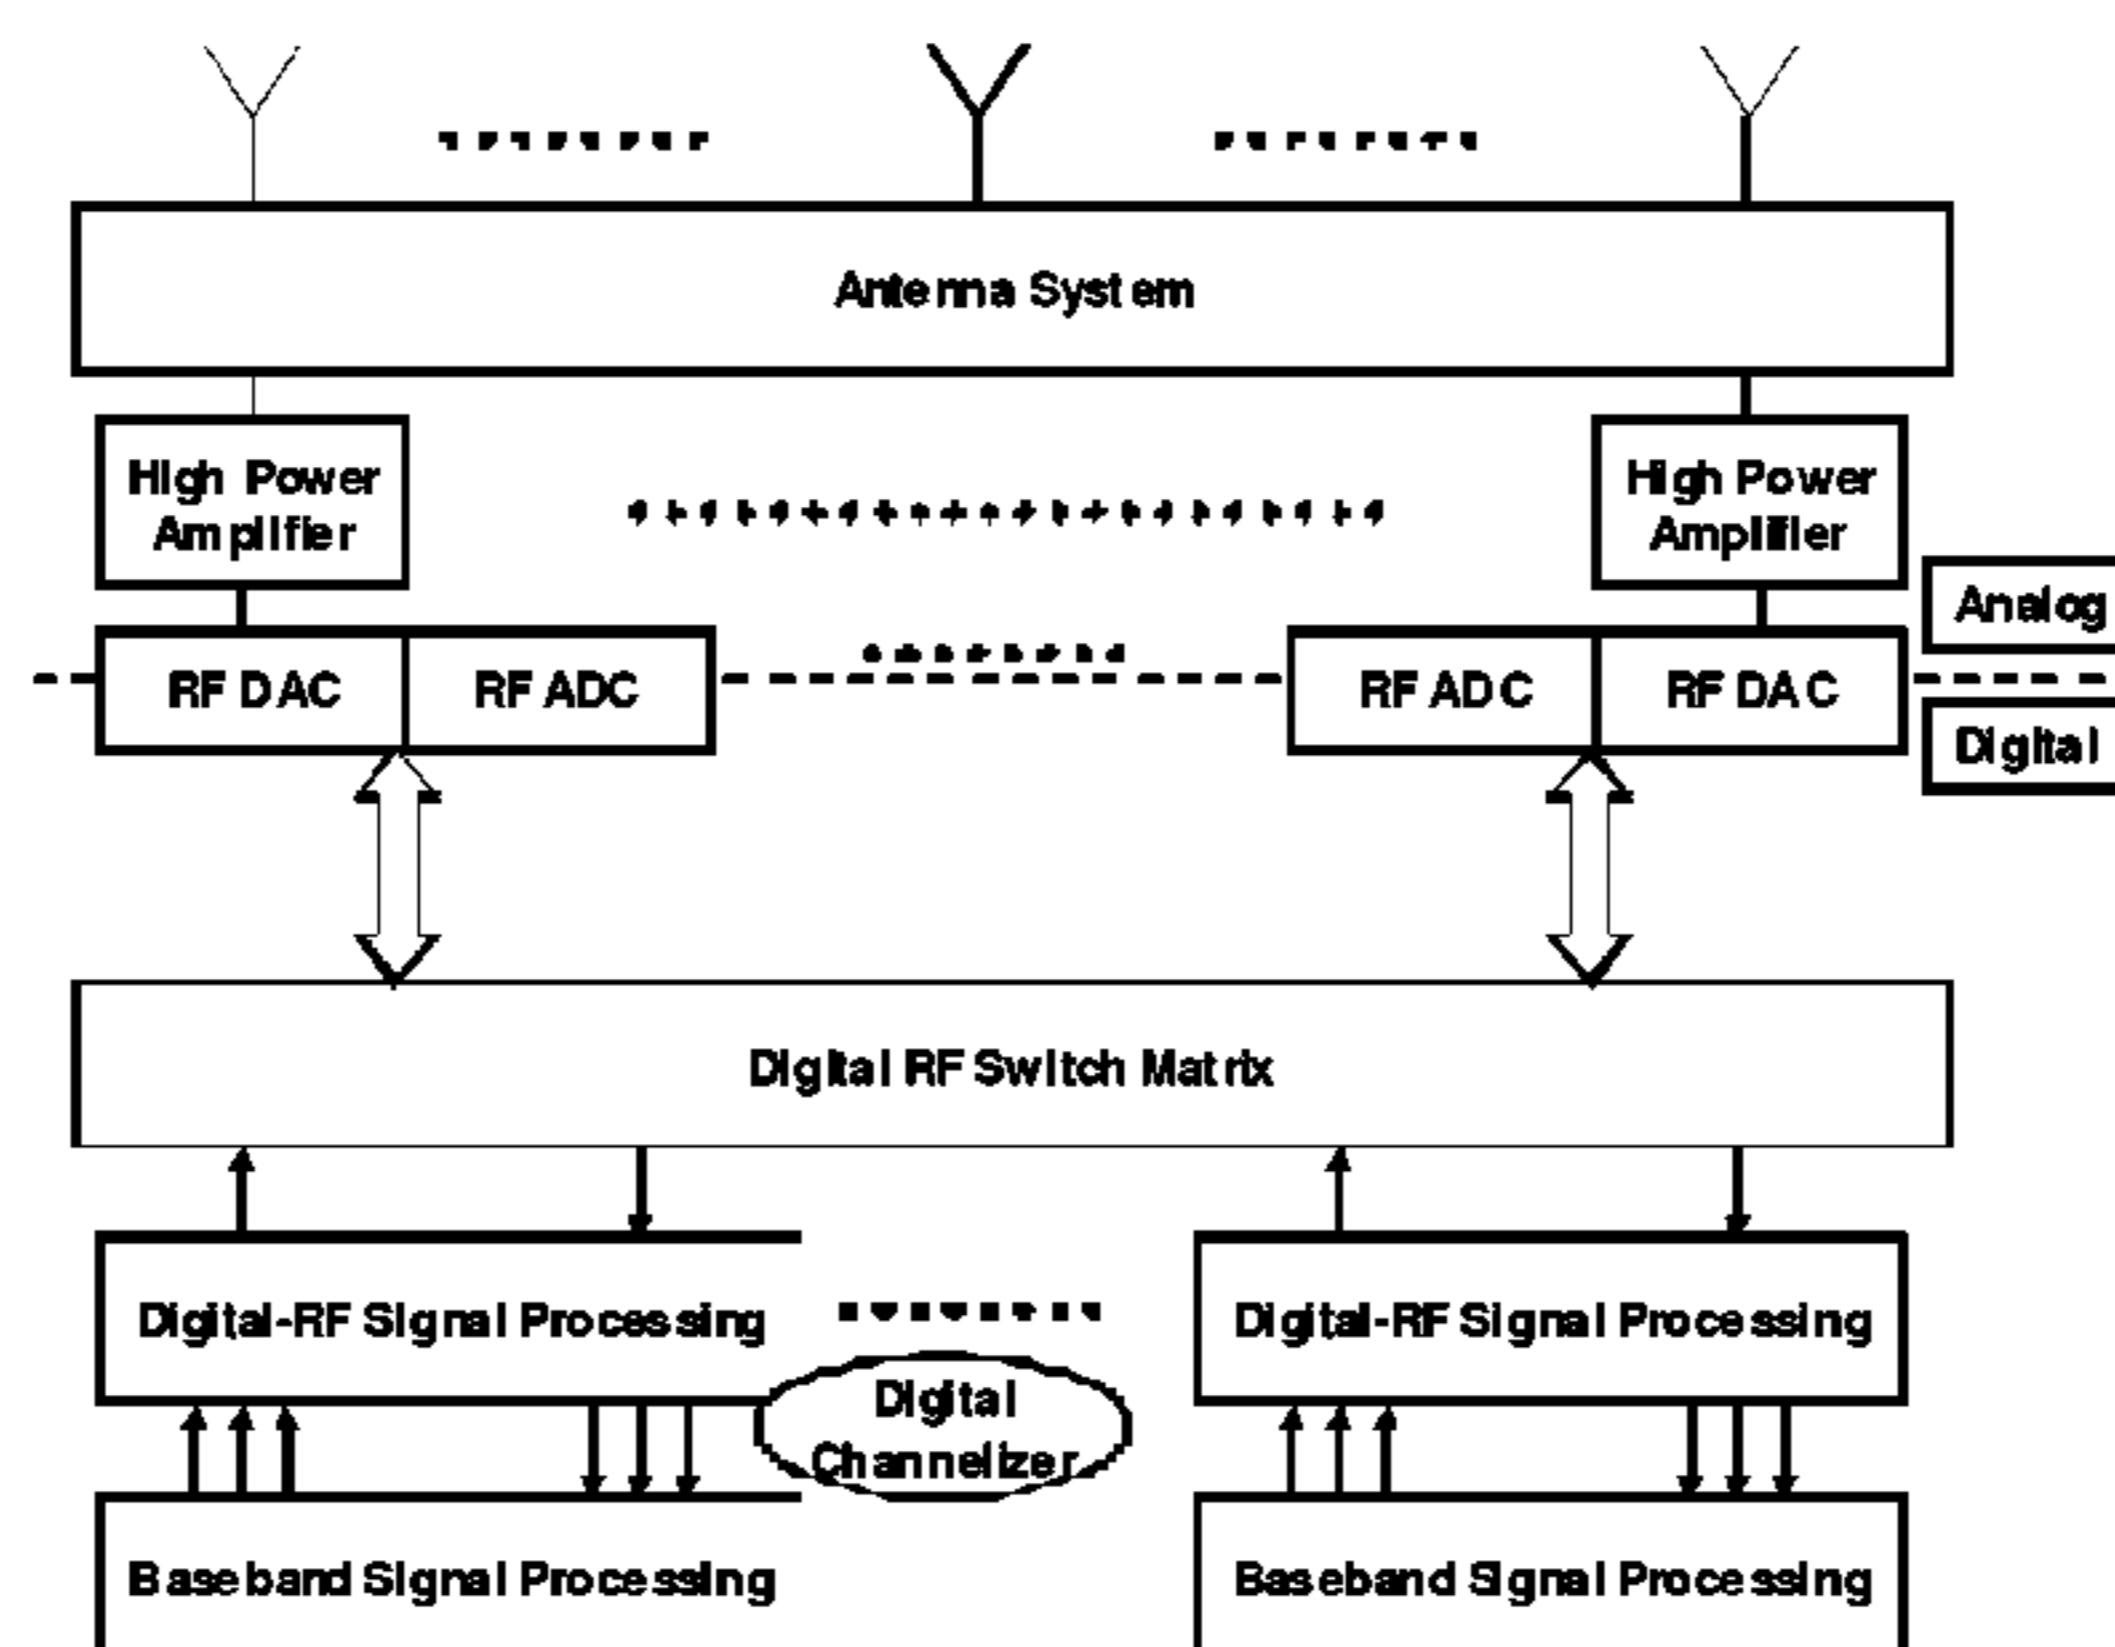 Antenna System
High Power
Amplifier
High Power
Amplifier
Analog
RF DAC
RF ADC
RF ADC
RF DAC
Digital
Digital RF Switch Matrix
Digital-RF Signal Processing
Digital-RF Signal Processing
Digital
Channelizer
Baseband Signal Processing
Baseband Signal Processing